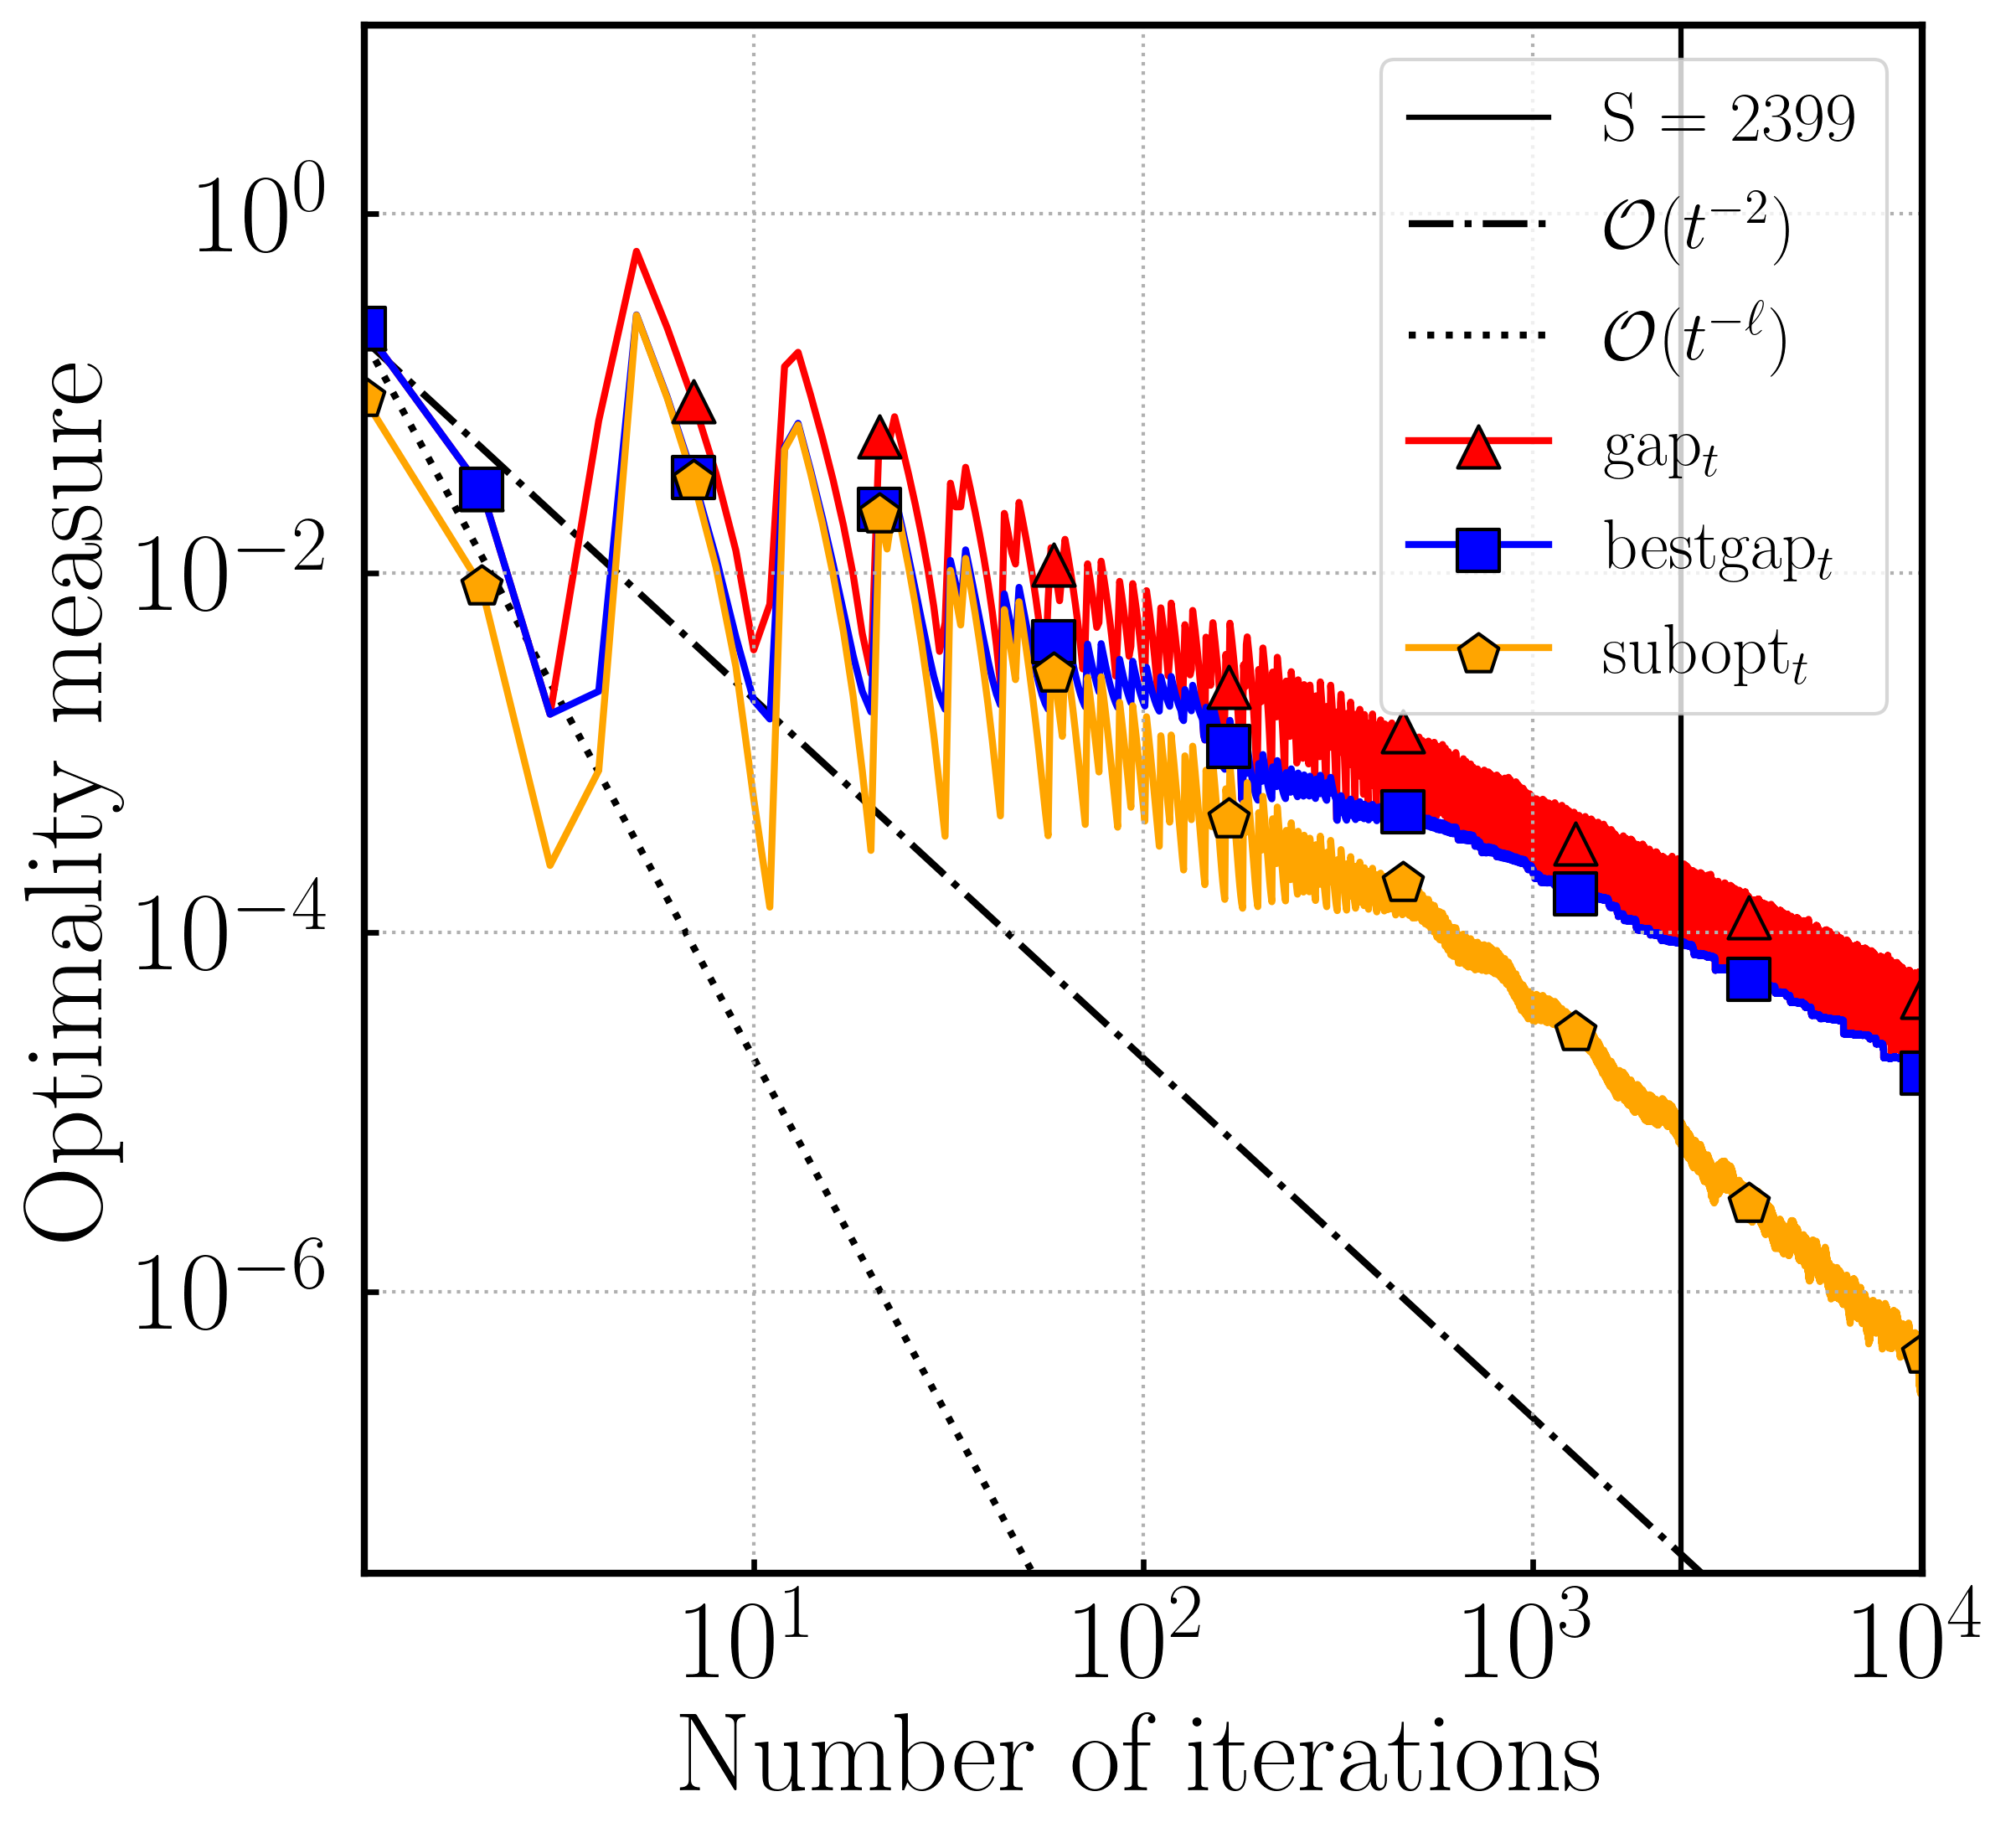 Optimality measure
10⁰
10⁻²
10⁻⁴
10⁻⁶
S = 2399
𝒪(t⁻²)
𝒪(t⁻ℓ)
gapₜ
bestgapₜ
suboptₜ
10¹ 10² 10³ 10⁴
Number of iterations